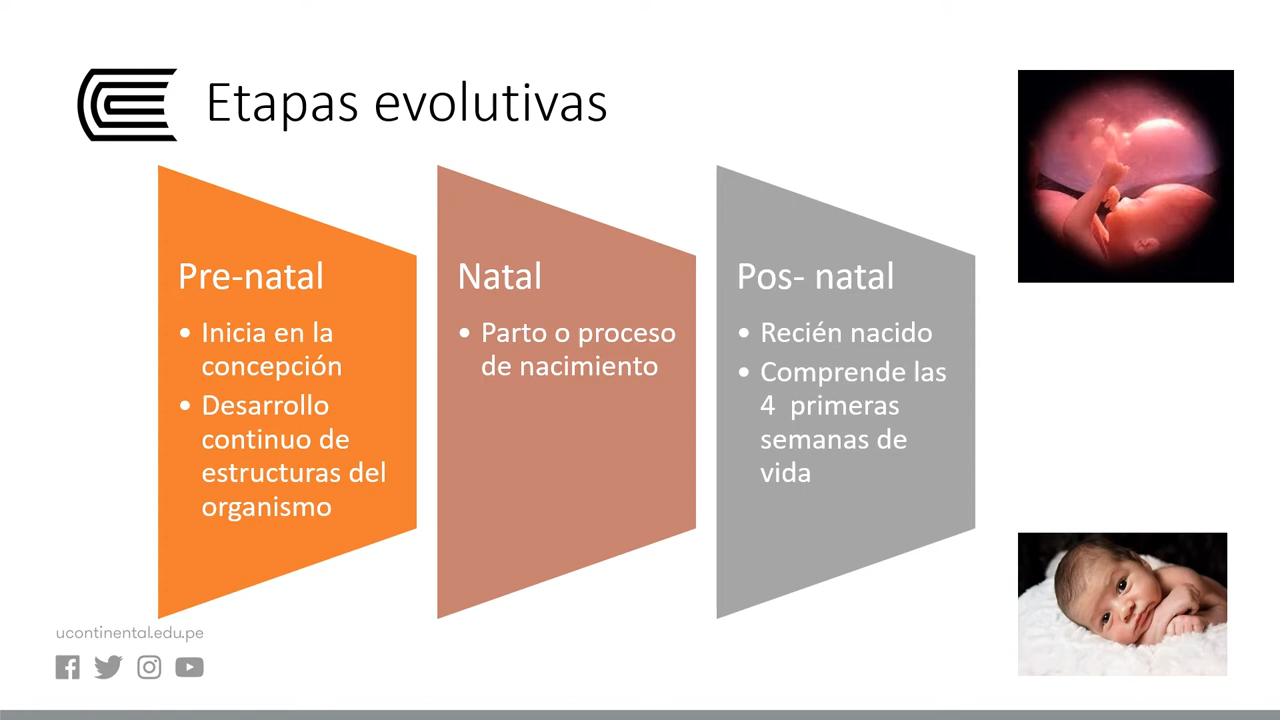 Etapas evolutivas
Pre-natal
• Inicia en la
concepción
• Desarrollo
continuo de
estructuras del
organismo
Natal
• Parto o proceso
de nacimiento
Pos- natal
• Recién nacido
• Comprende las
4  primeras
semanas de
vida
ucontinental.edu.pe